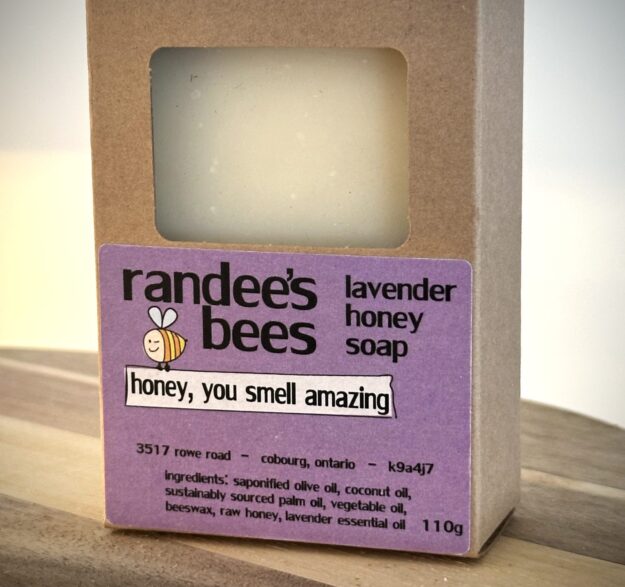 randee's
bees
lavender
honey
soap
honey, you smell amazing
3517 rowe road – cobourg, ontario – k9a4j7
ingredients: saponified olive oil, coconut oil,
sustainably sourced palm oil, vegetable oil,
beeswax, raw honey, lavender essential oil 110g